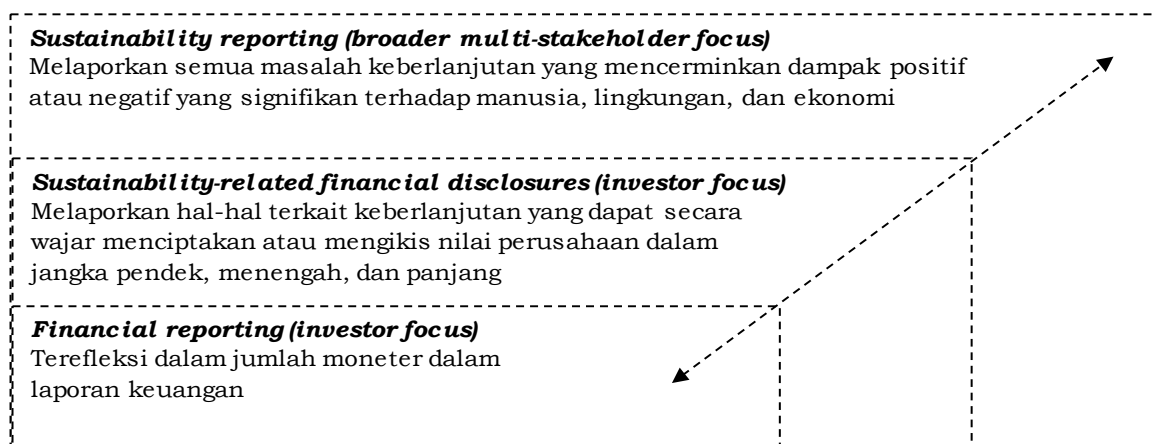 Sustainability reporting (broader multi-stakeholder focus)
Melaporkan semua masalah keberlanjutan yang mencerminkan dampak positif
atau negatif yang signifikan terhadap manusia, lingkungan, dan ekonomi
Sustainability-related financial disclosures (investor focus)
Melaporkan hal-hal terkait keberlanjutan yang dapat secara
wajar menciptakan atau mengikis nilai perusahaan dalam
jangka pendek, menengah, dan panjang
Financial reporting (investor focus)
Terefleksi dalam jumlah moneter dalam
laporan keuangan